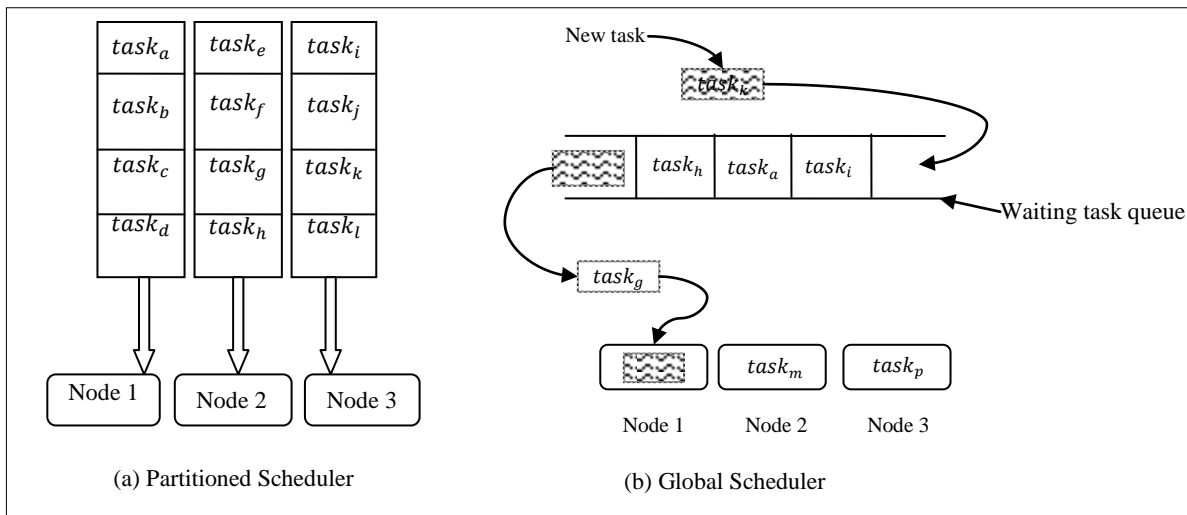 task_a task_e task_i
task_b task_f task_j
task_c task_g task_k
task_d task_h task_l
Node 1 Node 2 Node 3
(a) Partitioned Scheduler
New task
task_k
task_h task_a task_i
Waiting task queue
task_g
task_m task_p
Node 1 Node 2 Node 3
(b) Global Scheduler